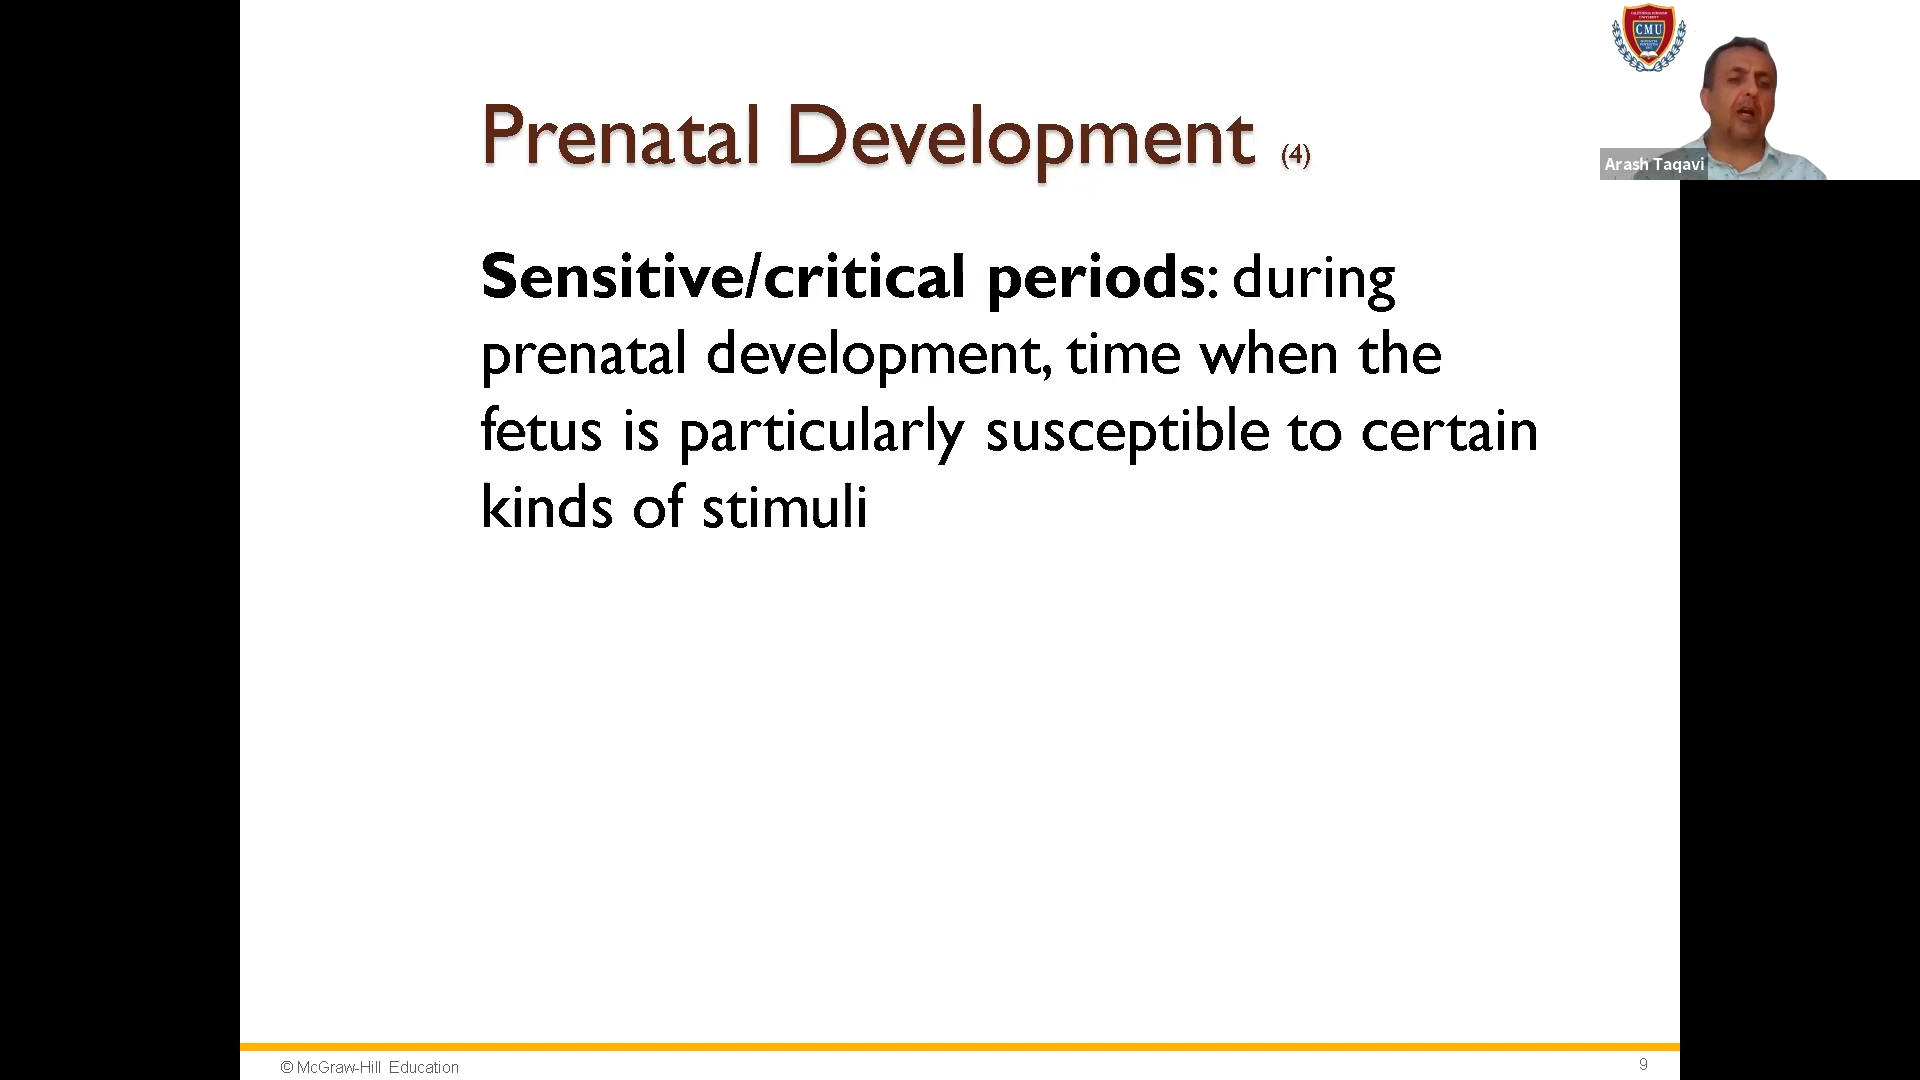 CMU
Prenatal Development (4)
Arash Taqavi
Sensitive/critical periods: during
prenatal development, time when the
fetus is particularly susceptible to certain
kinds of stimuli
© McGraw-Hill Education
9